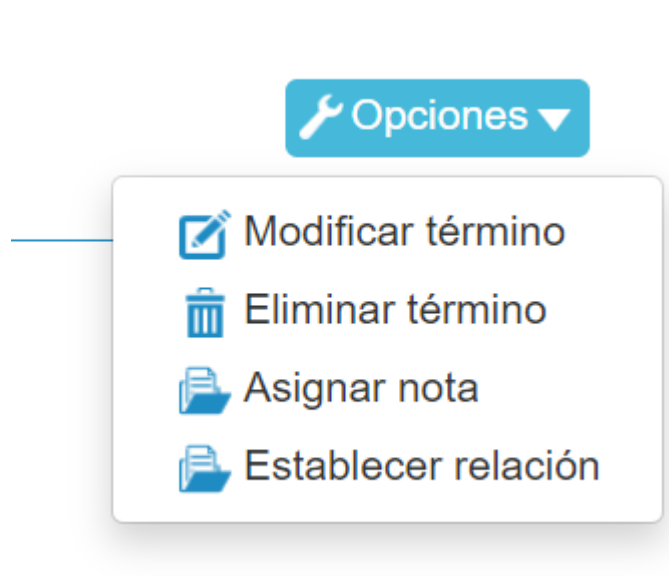 Opciones
Modificar término
Eliminar término
Asignar nota
Establecer relación